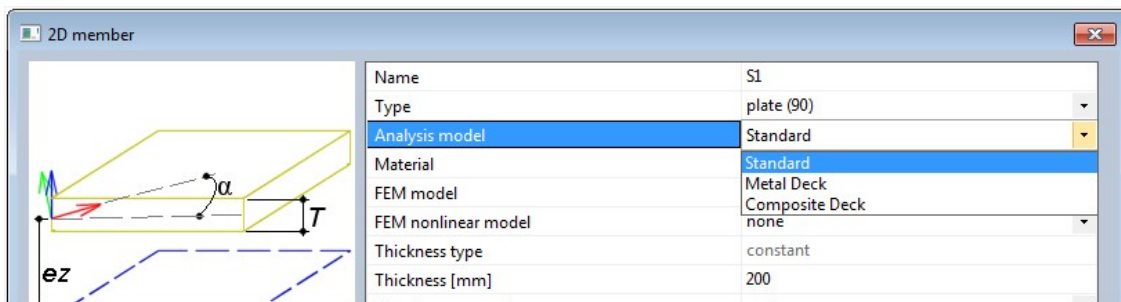 2D member
Name S1
Type plate (90)
Analysis model Standard
Material Standard
Metal Deck
FEM model
Composite Deck
FEM nonlinear model none
Thickness type constant
Thickness [mm] 200
α
T
ez